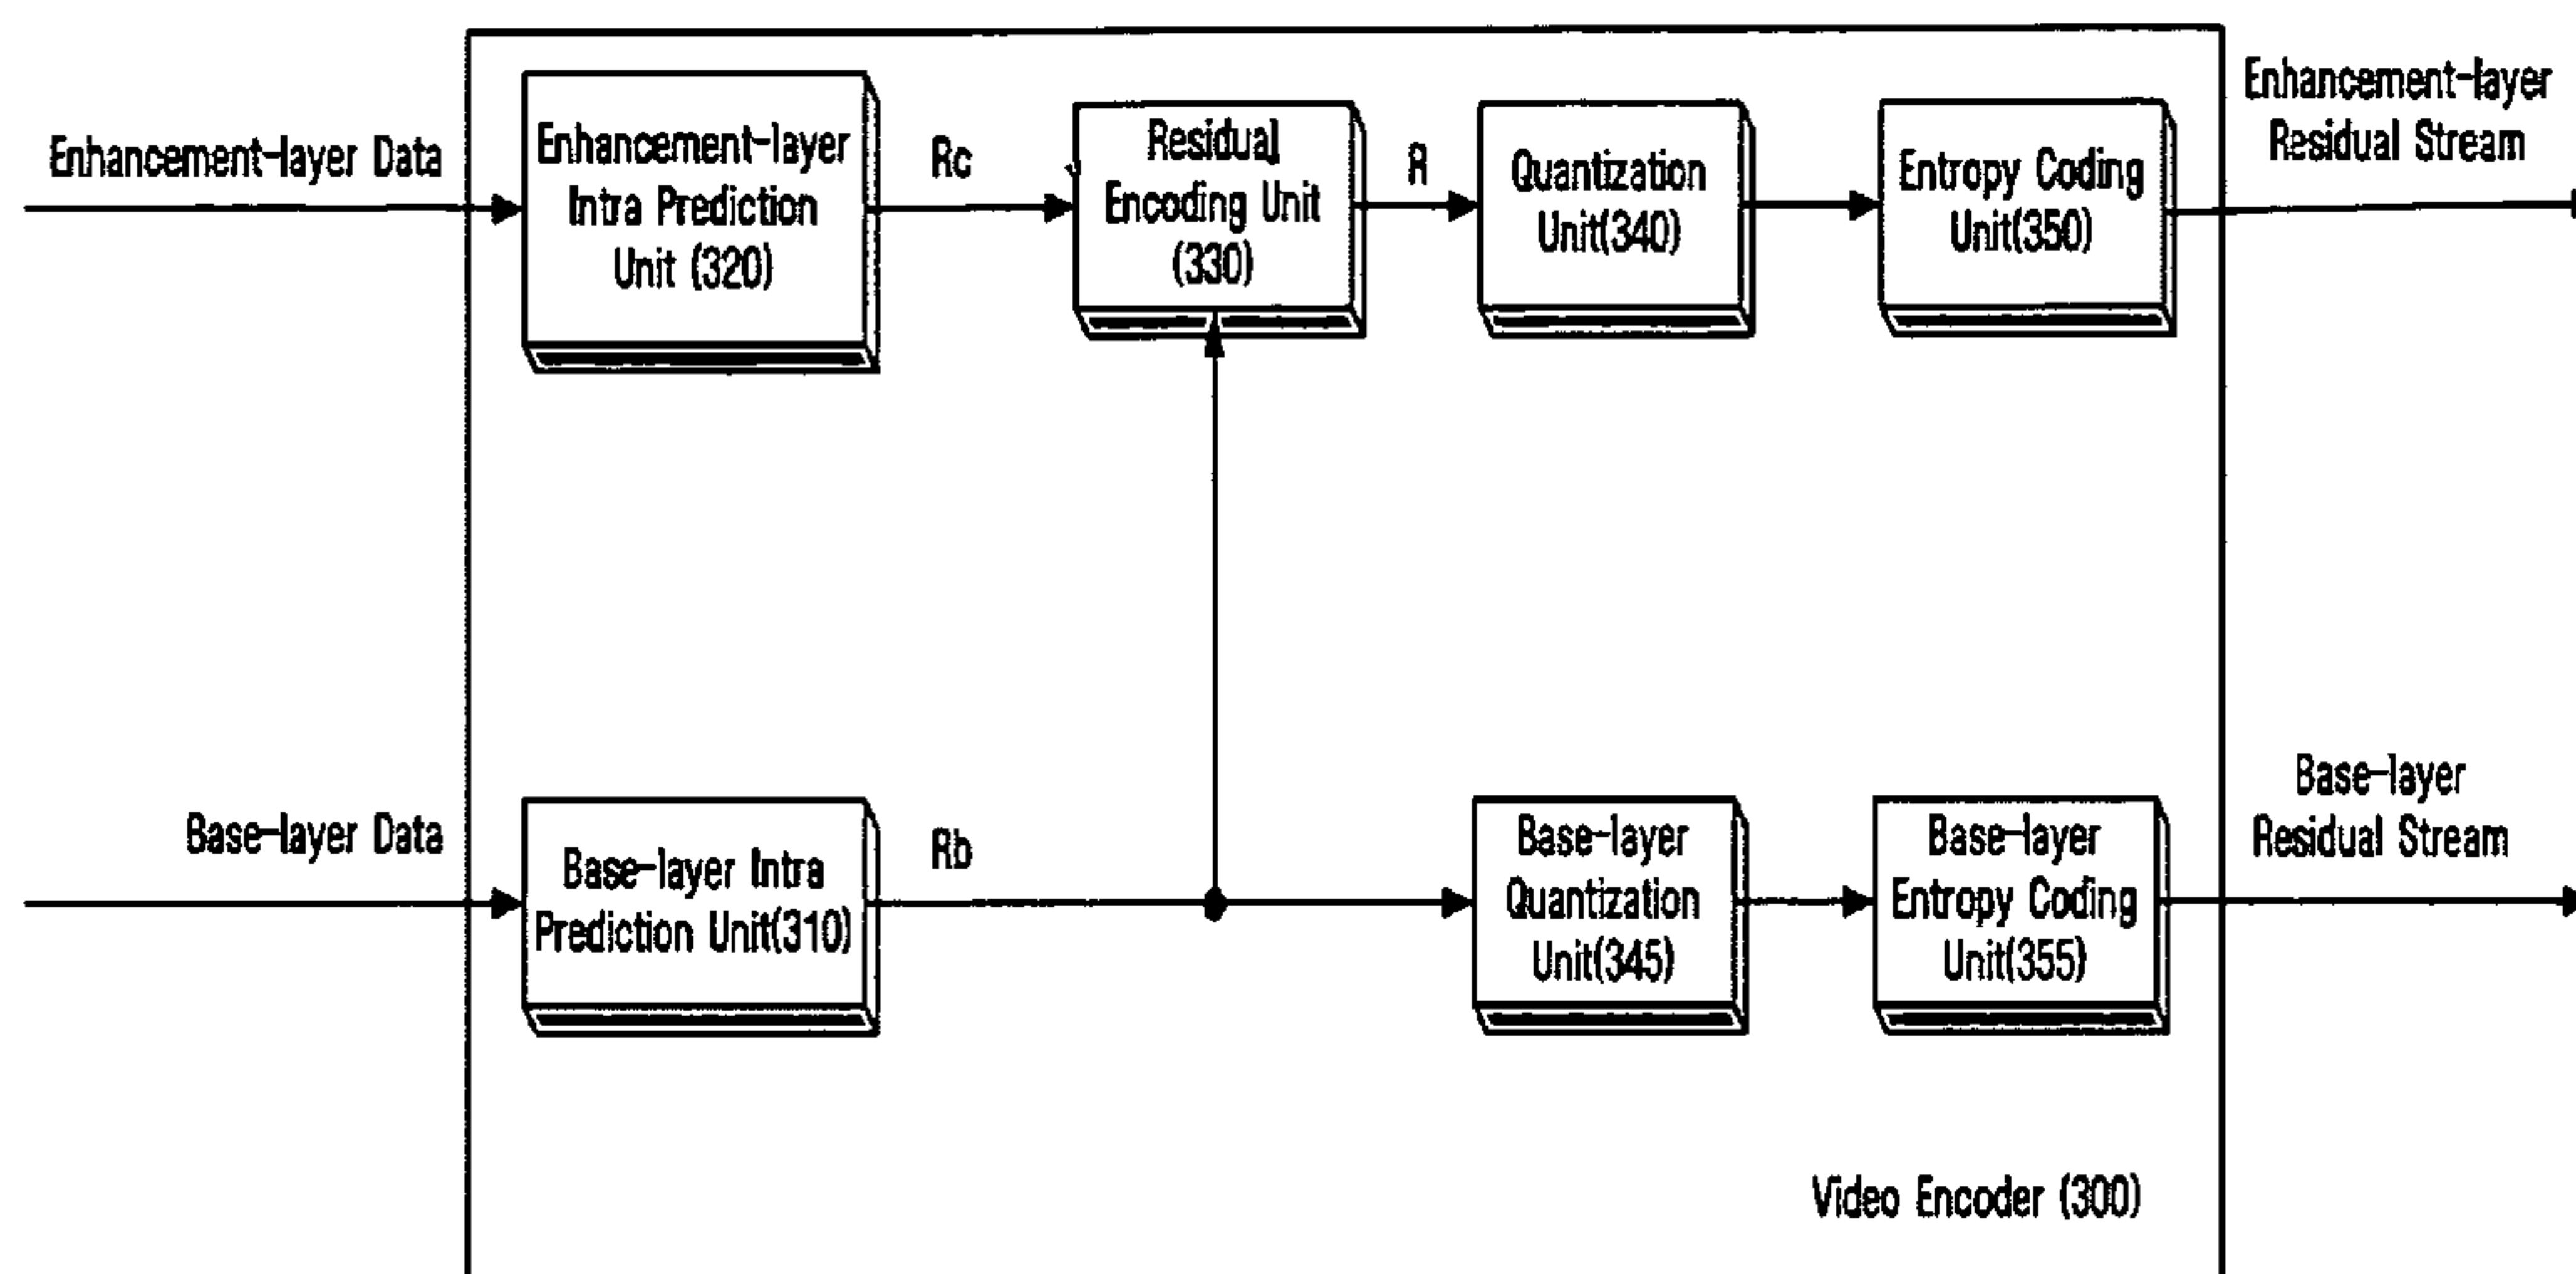 Enhancement-layer Data
Enhancement-layer
Intra Prediction
Unit (320)
Rc
Residual
Encoding Unit
(330)
R
Quantization
Unit(340)
Entropy Coding
Unit(350)
Enhancement-layer
Residual Stream
Base-layer Data
Base-layer Intra
Prediction Unit(310)
Rb
Base-layer
Quantization
Unit(345)
Base-layer
Entropy Coding
Unit(355)
Base-layer
Residual Stream
Video Encoder (300)